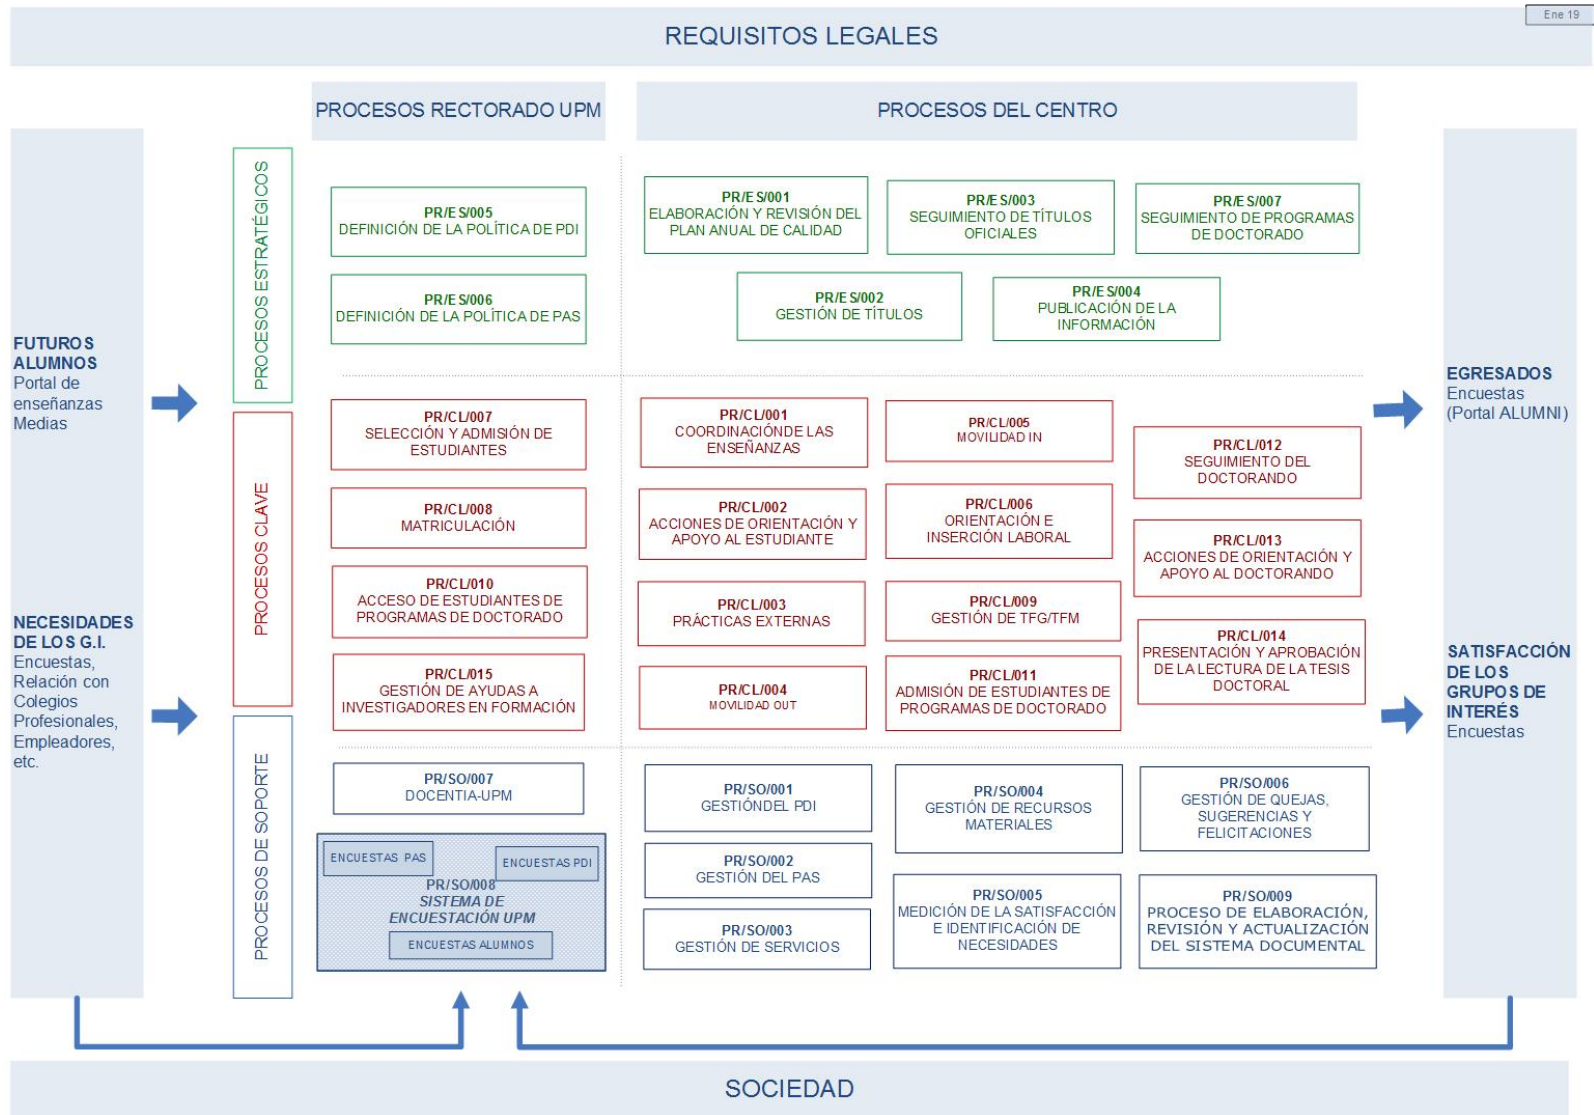 Ene 19
REQUISITOS LEGALES
PROCESOS RECTORADO UPM
PROCESOS DEL CENTRO
FUTUROS
ALUMNOS
Portal de
enseñanzas
Medias
NECESIDADES
DE LOS G.I.
Encuestas,
Relación con
Colegios
Profesionales,
Empleadores,
etc.
PROCESOS ESTRATÉGICOS
PR/ES/005
DEFINICIÓN DE LA POLÍTICA DE PDI
PR/ES/006
DEFINICIÓN DE LA POLÍTICA DE PAS
PR/ES/001
ELABORACIÓN Y REVISIÓN DEL
PLAN ANUAL DE CALIDAD
PR/ES/003
SEGUIMIENTO DE TÍTULOS
OFICIALES
PR/ES/007
SEGUIMIENTO DE PROGRAMAS
DE DOCTORADO
PR/ES/002
GESTIÓN DE TÍTULOS
PR/ES/004
PUBLICACIÓN DE LA
INFORMACIÓN
PROCESOS CLAVE
PR/CL/007
SELECCIÓN Y ADMISIÓN DE
ESTUDIANTES
PR/CL/008
MATRICULACIÓN
PR/CL/010
ACCESO DE ESTUDIANTES DE
PROGRAMAS DE DOCTORADO
PR/CL/015
GESTIÓN DE AYUDAS A
INVESTIGADORES EN FORMACIÓN
PR/CL/001
COORDINACIÓNDE LAS
ENSEÑANZAS
PR/CL/002
ACCIONES DE ORIENTACIÓN Y
APOYO AL ESTUDIANTE
PR/CL/003
PRÁCTICAS EXTERNAS
PR/CL/004
MOVILIDAD OUT
PR/CL/005
MOVILIDAD IN
PR/CL/006
ORIENTACIÓN E
INSERCIÓN LABORAL
PR/CL/009
GESTIÓN DE TFG/TFM
PR/CL/011
ADMISIÓN DE ESTUDIANTES DE
PROGRAMAS DE DOCTORADO
PR/CL/012
SEGUIMIENTO DEL
DOCTORANDO
PR/CL/013
ACCIONES DE ORIENTACIÓN Y
APOYO AL DOCTORANDO
PR/CL/014
PRESENTACIÓN Y APROBACIÓN
DE LA LECTURA DE LA TESIS
DOCTORAL
PROCESOS DE SOPORTE
PR/SO/007
DOCENTIA-UPM
ENCUESTAS PAS
ENCUESTAS PDI
PR/SO/008
SISTEMA DE
ENCUESTACIÓN UPM
ENCUESTAS ALUMNOS
PR/SO/001
GESTIÓNDEL PDI
PR/SO/002
GESTIÓN DEL PAS
PR/SO/003
GESTIÓN DE SERVICIOS
PR/SO/004
GESTIÓN DE RECURSOS
MATERIALES
PR/SO/005
MEDICIÓN DE LA SATISFACCIÓN
E IDENTIFICACIÓN DE
NECESIDADES
PR/SO/006
GESTIÓN DE QUEJAS,
SUGERENCIAS Y
FELICITACIONES
PR/SO/009
PROCESO DE ELABORACIÓN,
REVISIÓN Y ACTUALIZACIÓN
DEL SISTEMA DOCUMENTAL
EGRESADOS
Encuestas
(Portal ALUMNI)
SATISFACCIÓN
DE LOS
GRUPOS DE
INTERÉS
Encuestas
SOCIEDAD